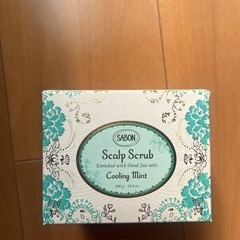 SABON
Scalp Scrub
Enriched with Dead Sea salts
Cooling Mint